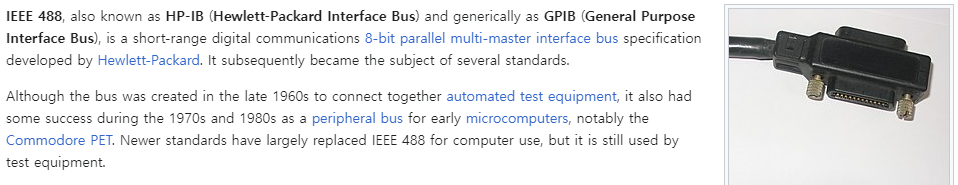 IEEE 488, also known as HP-IB (Hewlett-Packard Interface Bus) and generically as GPIB (General Purpose
Interface Bus), is a short-range digital communications 8-bit parallel multi-master interface bus specification
developed by Hewlett-Packard. It subsequently became the subject of several standards.
Although the bus was created in the late 1960s to connect together automated test equipment, it also had
some success during the 1970s and 1980s as a peripheral bus for early microcomputers, notably the
Commodore PET. Newer standards have largely replaced IEEE 488 for computer use, but it is still used by
test equipment.